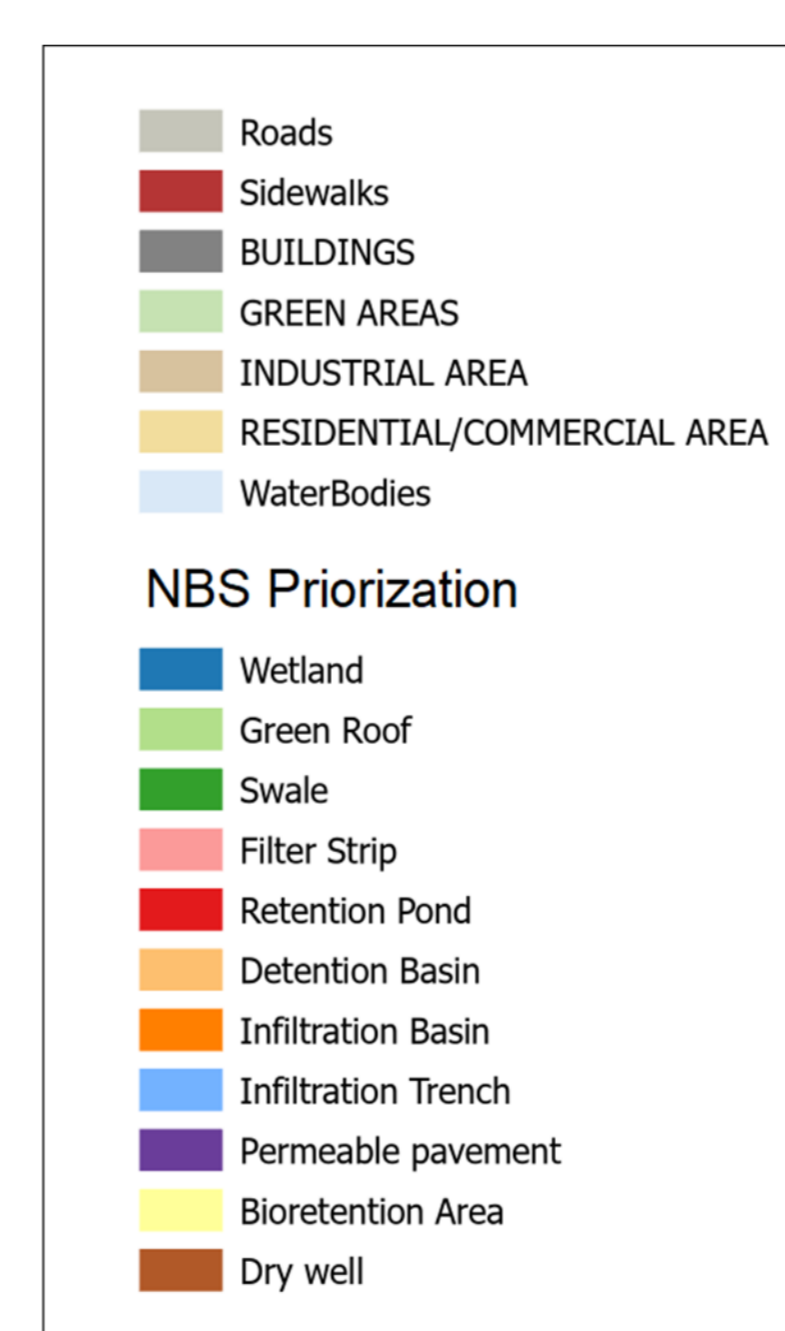 Roads
Sidewalks
BUILDINGS
GREEN AREAS
INDUSTRIAL AREA
RESIDENTIAL/COMMERCIAL AREA
WaterBodies
NBS Priorization
Wetland
Green Roof
Swale
Filter Strip
Retention Pond
Detention Basin
Infiltration Basin
Infiltration Trench
Permeable pavement
Bioretention Area
Dry well